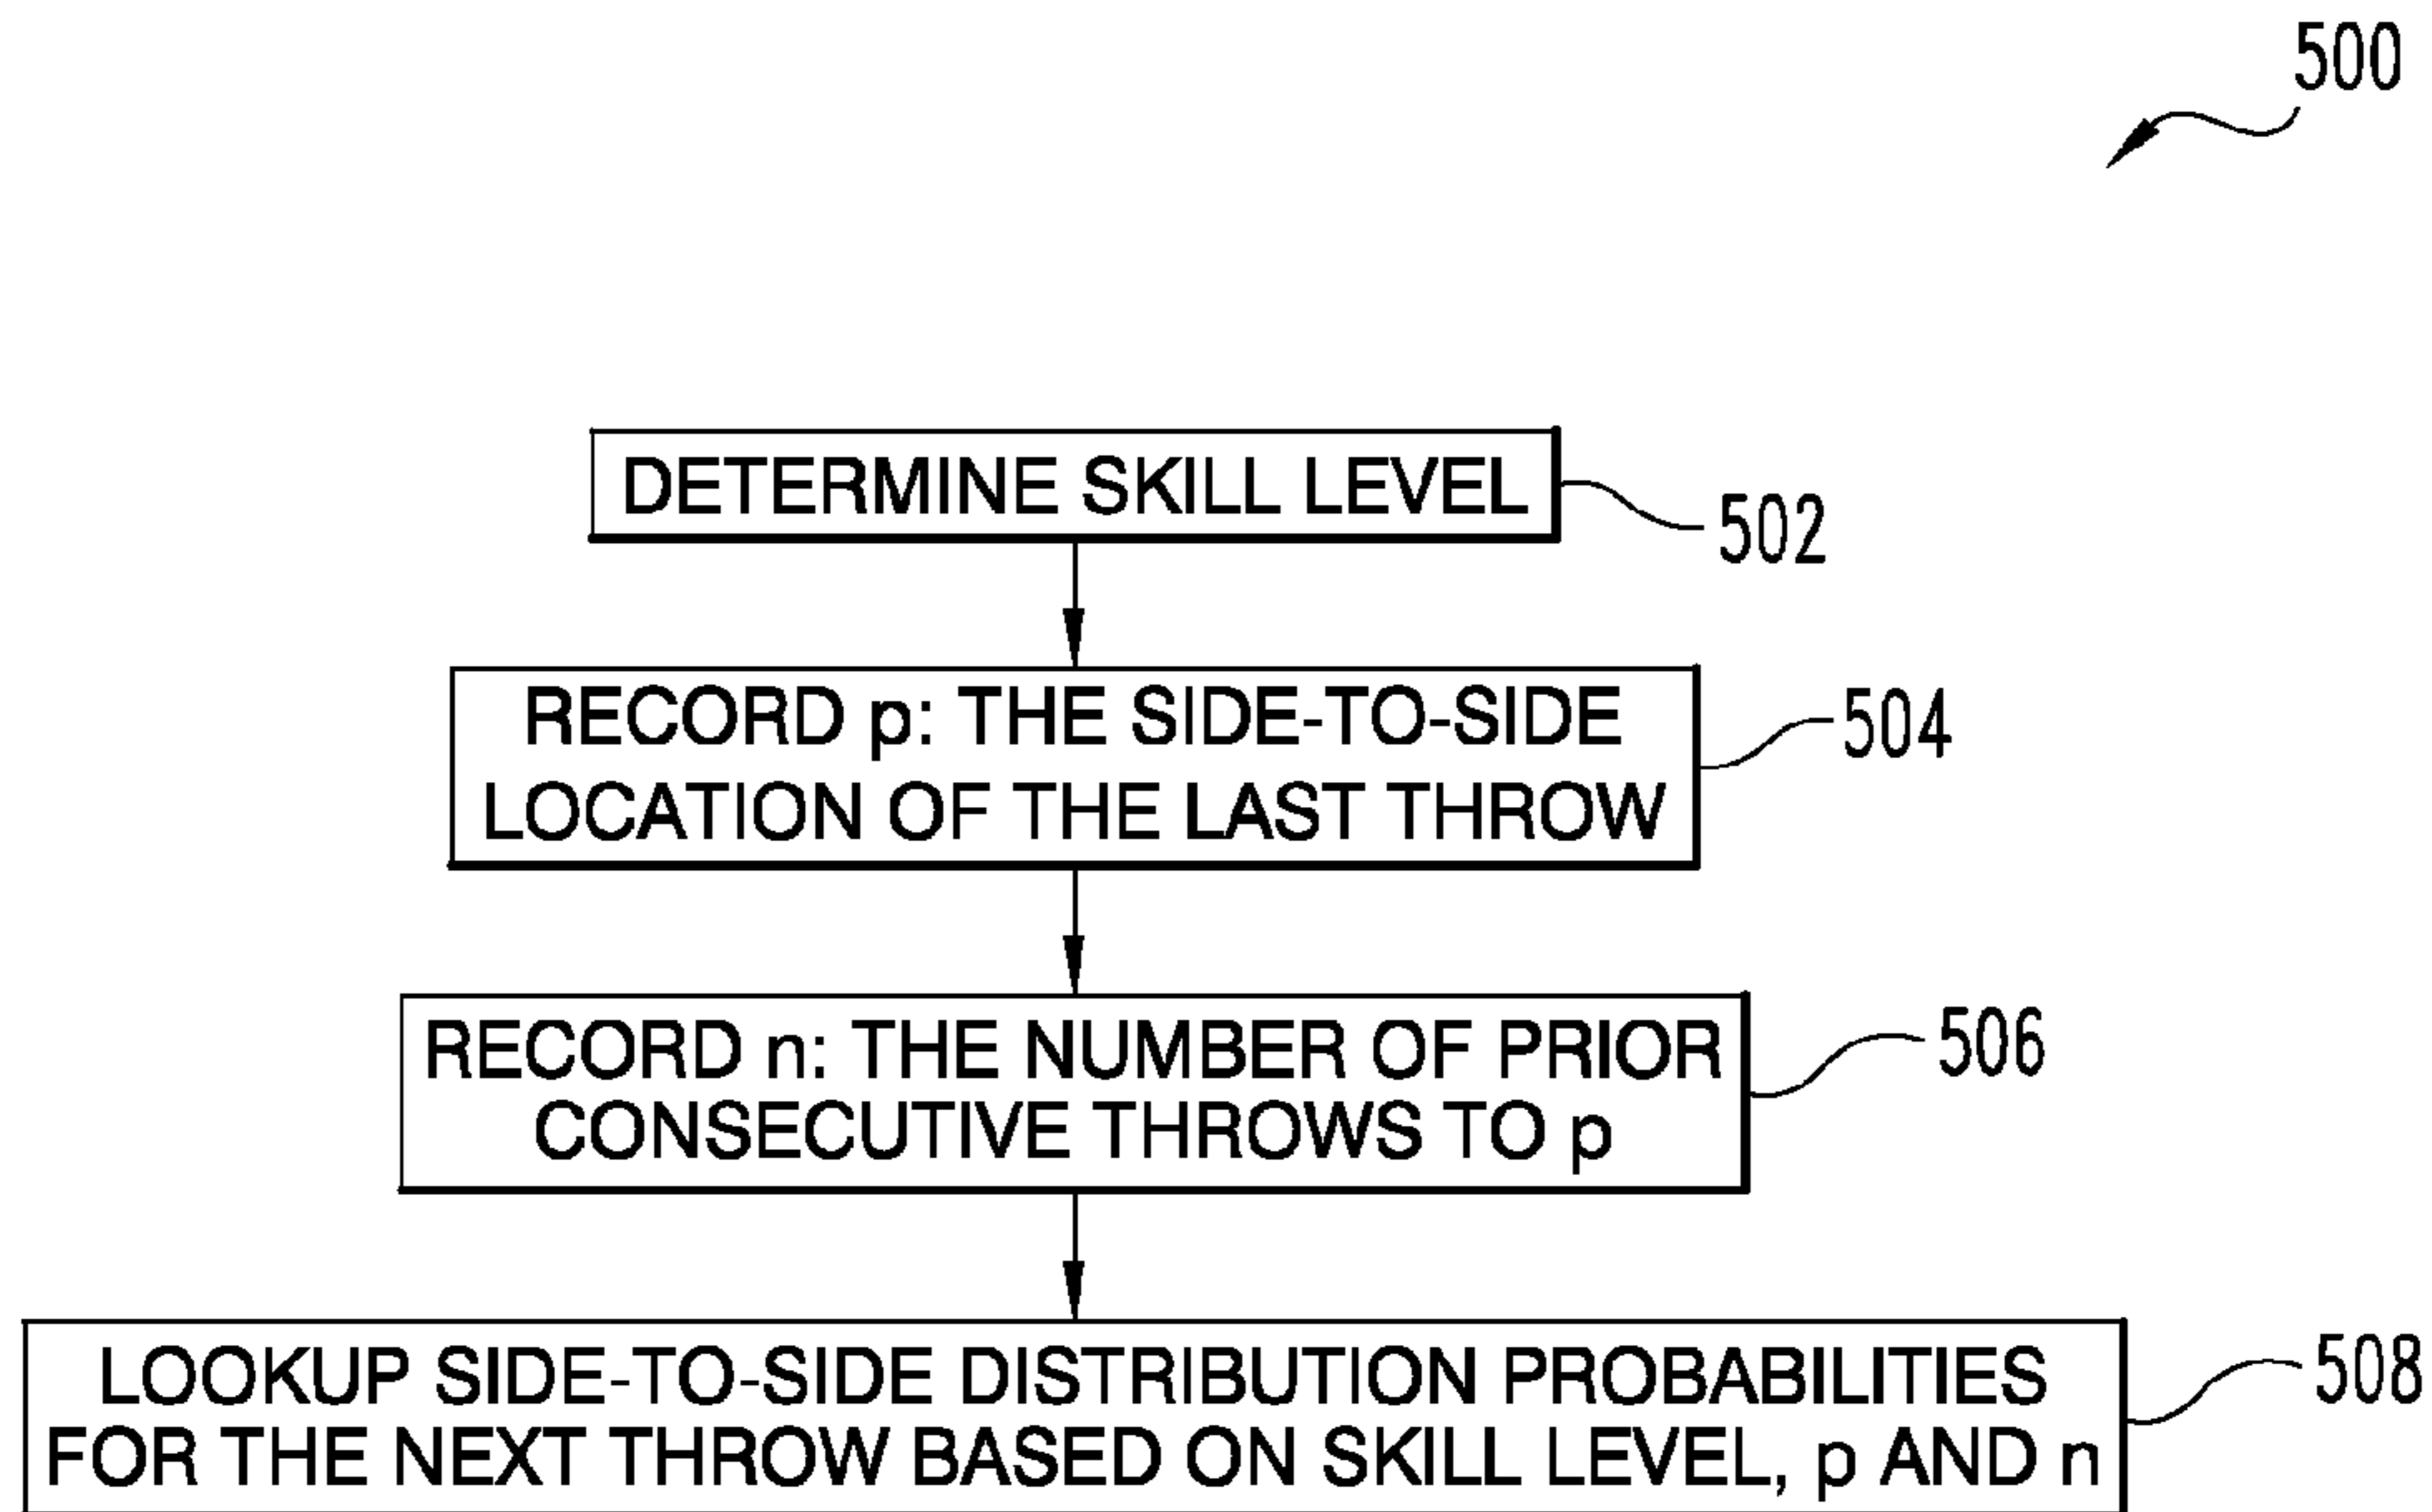 500
DETERMINE SKILL LEVEL
502
RECORD p: THE SIDE-TO-SIDE
LOCATION OF THE LAST THROW
504
RECORD n: THE NUMBER OF PRIOR
CONSECUTIVE THROWS TO p
506
LOOKUP SIDE-TO-SIDE DISTRIBUTION PROBABILITIES
FOR THE NEXT THROW BASED ON SKILL LEVEL, p AND n
508